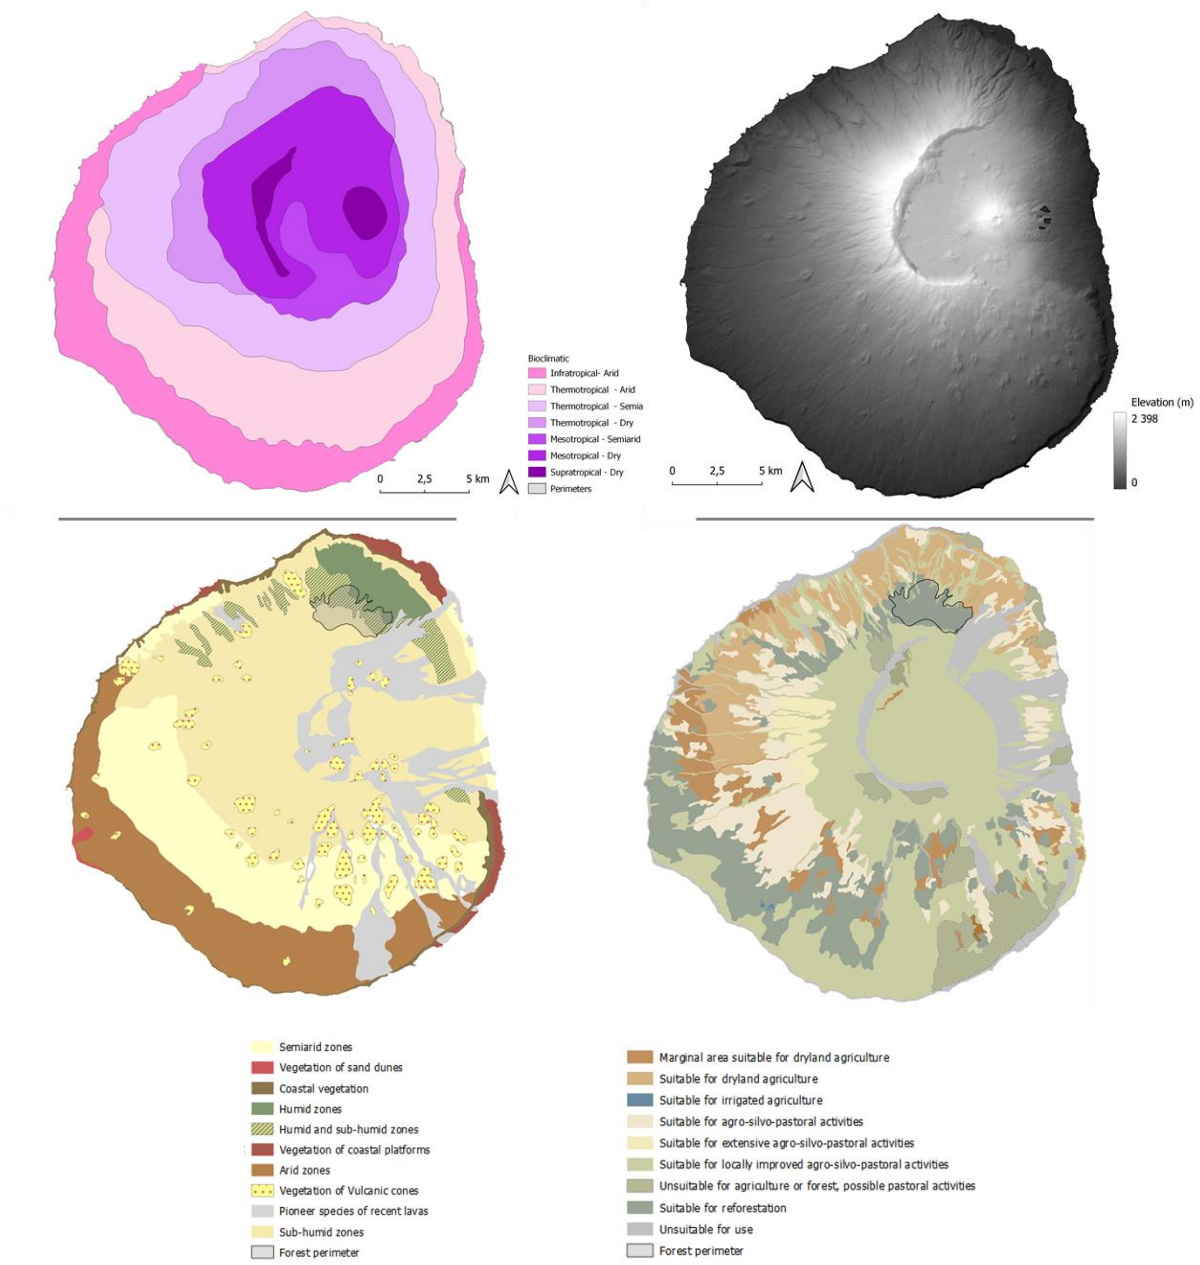 Bioclimatic
Infratropical- Arid
Thermotropical - Arid
Thermotropical - Semia
Thermotropical - Dry
Mesotropical - Semiarid
Mesotropical - Dry
Supratropical - Dry
Perimeters
0 2,5 5 km
Elevation (m)
2 398
0
0 2,5 5 km
Semiarid zones
Vegetation of sand dunes
Coastal vegetation
Humid zones
Humid and sub-humid zones
Vegetation of coastal platforms
Arid zones
Vegetation of Vulcanic cones
Pioneer species of recent lavas
Sub-humid zones
Forest perimeter
Marginal area suitable for dryland agriculture
Suitable for dryland agriculture
Suitable for irrigated agriculture
Suitable for agro-silvo-pastoral activities
Suitable for extensive agro-silvo-pastoral activities
Suitable for locally improved agro-silvo-pastoral activities
Unsuitable for agriculture or forest, possible pastoral activities
Suitable for reforestation
Unsuitable for use
Forest perimeter